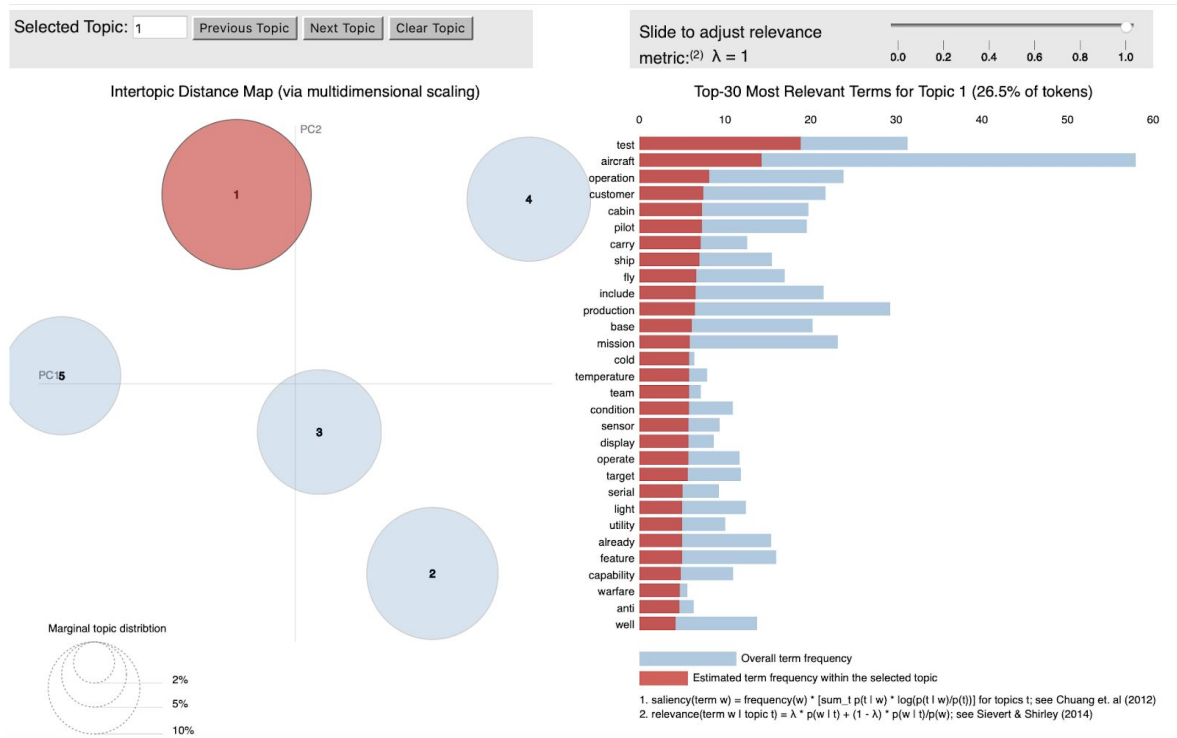 Selected Topic: 1 Previous Topic Next Topic Clear Topic
Slide to adjust relevance
metric:(2) λ = 1
0.0 0.2 0.4 0.6 0.8 1.0
Intertopic Distance Map (via multidimensional scaling)
PC2
1
4
PC1
5
3
2
Marginal topic distribtion
2%
5%
10%
Top-30 Most Relevant Terms for Topic 1 (26.5% of tokens)
0 10 20 30 40 50 60
test
aircraft
operation
customer
cabin
pilot
carry
ship
fly
include
production
base
mission
cold
temperature
team
condition
sensor
display
operate
target
serial
light
utility
already
feature
capability
warfare
anti
well
Overall term frequency
Estimated term frequency within the selected topic
1. saliency(term w) = frequency(w) * [sum_t p(t | w) * log(p(t | w)/p(t))] for topics t; see Chuang et. al (2012)
2. relevance(term w | topic t) = λ * p(w | t) + (1 - λ) * p(w | t)/p(w); see Sievert & Shirley (2014)